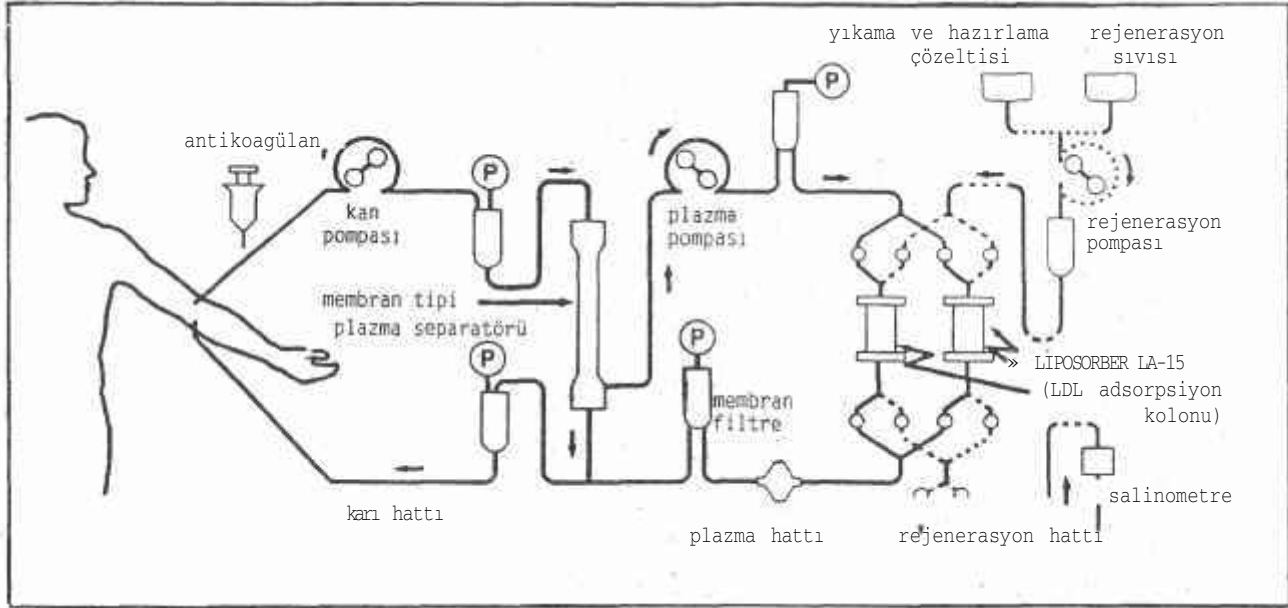 yıkama ve hazırlama
çözeltisi
rejenerasyon
sıvısı
P
antikoagülan
P
kan
pompası
plazma
pompası
rejenerasyon
pompası
membran tipi
plazma separatörü
P
P
membran
filtre
» LIPOSORBER LA-15
(LDL adsorpsiyon
kolonu)
salinometre
karı hattı
plazma hattı
rejenerasyon hattı